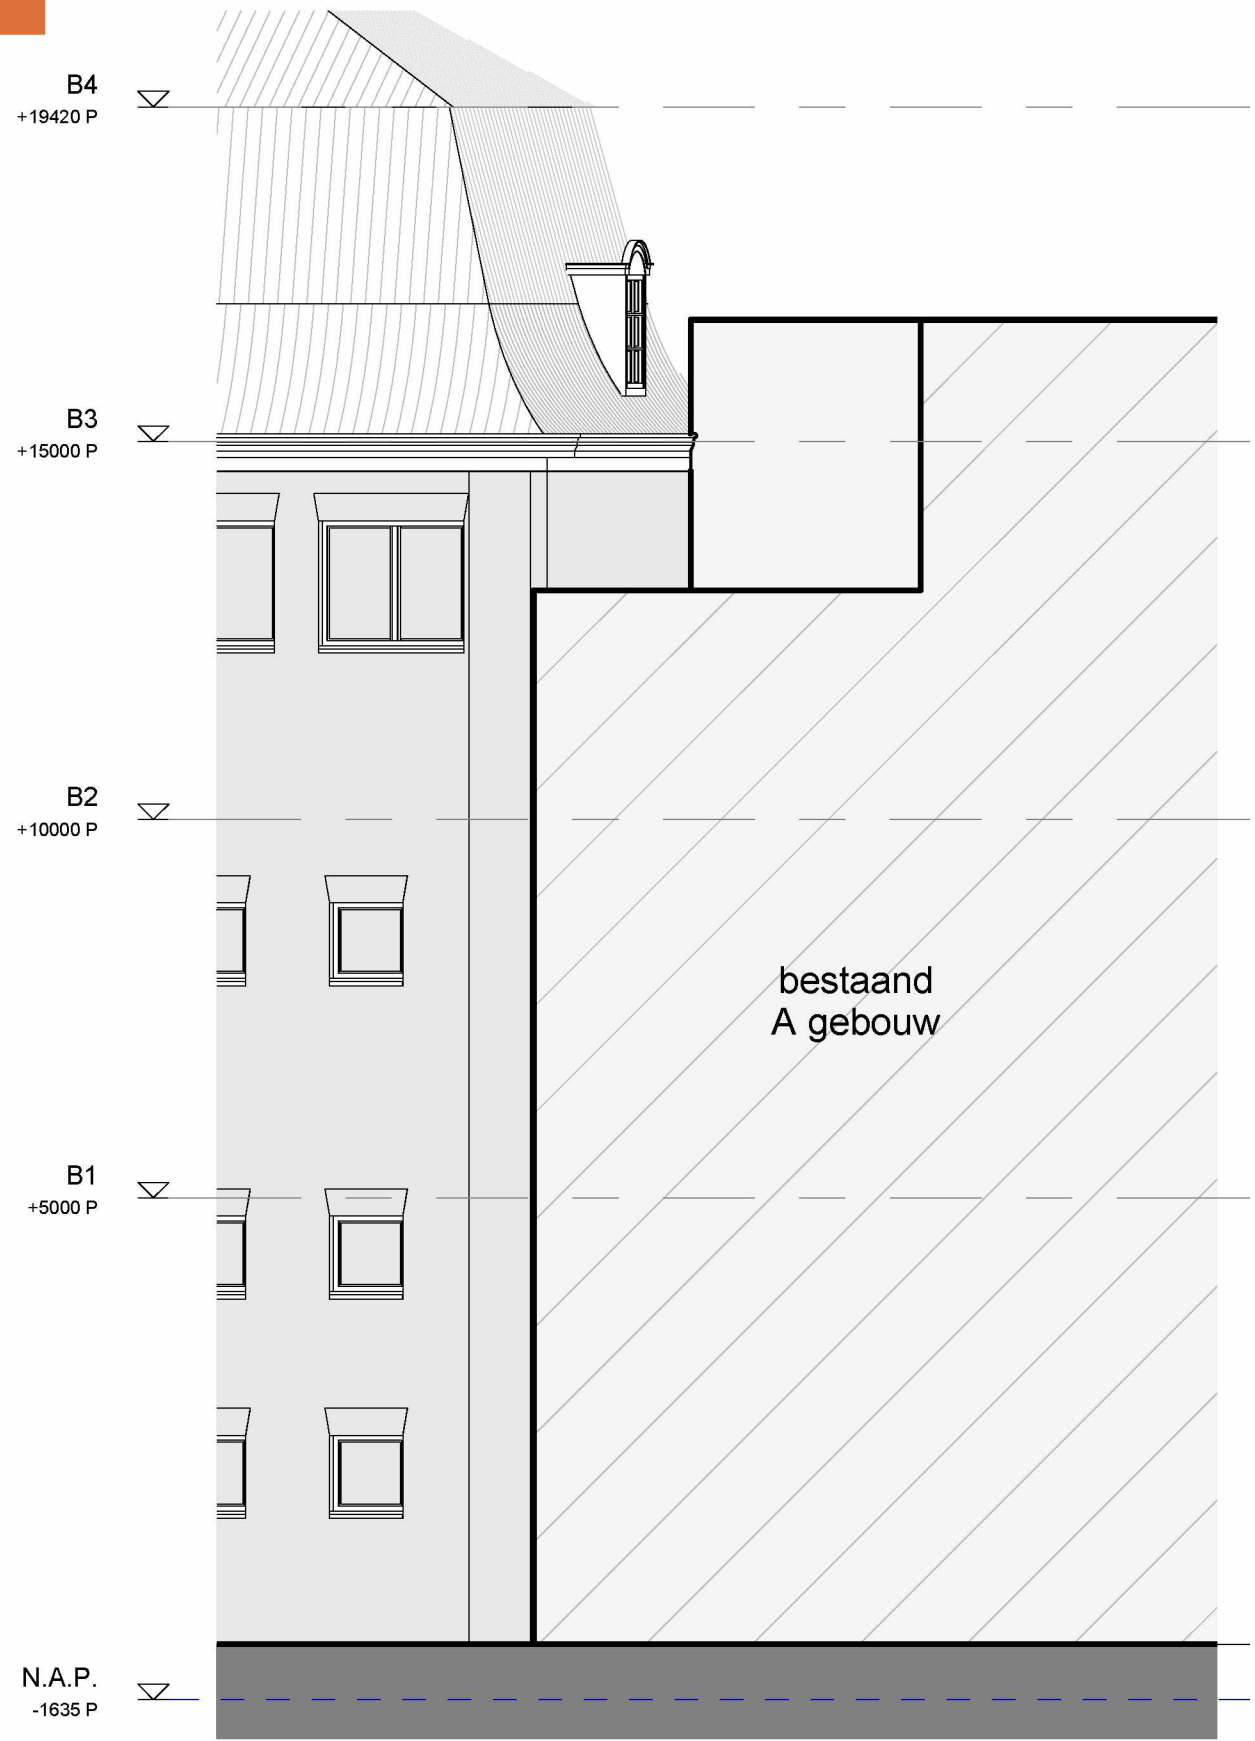 B4
+19420 P
B3
+15000 P
B2
+10000 P
bestaand
A gebouw
B1
+5000 P
N.A.P.
-1635 P